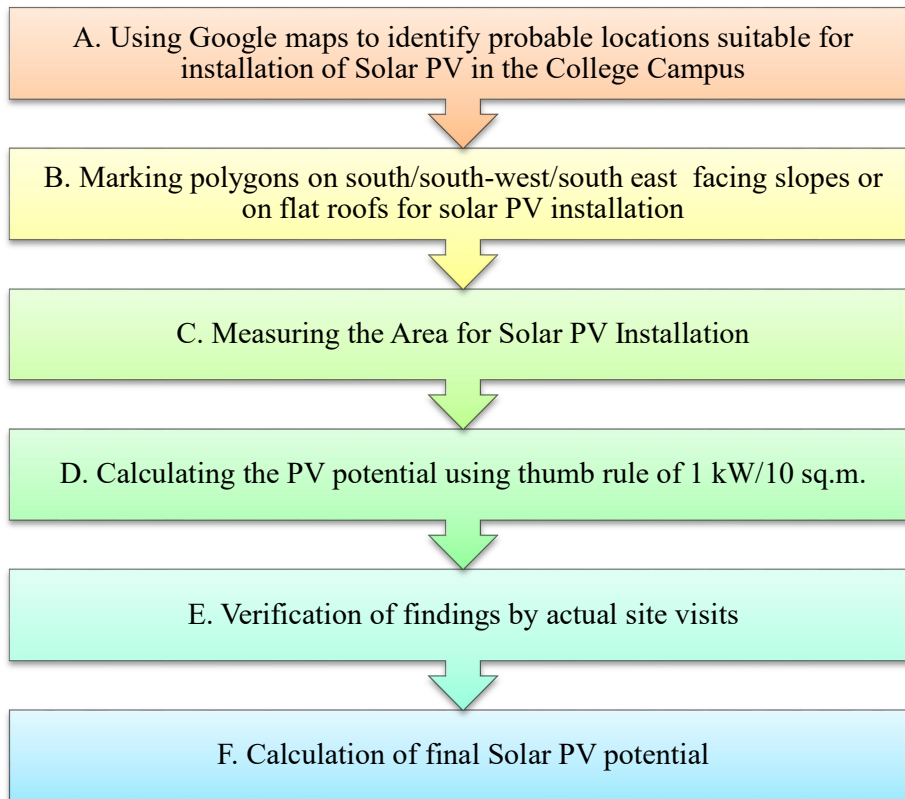 A. Using Google maps to identify probable locations suitable for
installation of Solar PV in the College Campus
B. Marking polygons on south/south-west/south east  facing slopes or
on flat roofs for solar PV installation
C. Measuring the Area for Solar PV Installation
D. Calculating the PV potential using thumb rule of 1 kW/10 sq.m.
E. Verification of findings by actual site visits
F. Calculation of final Solar PV potential